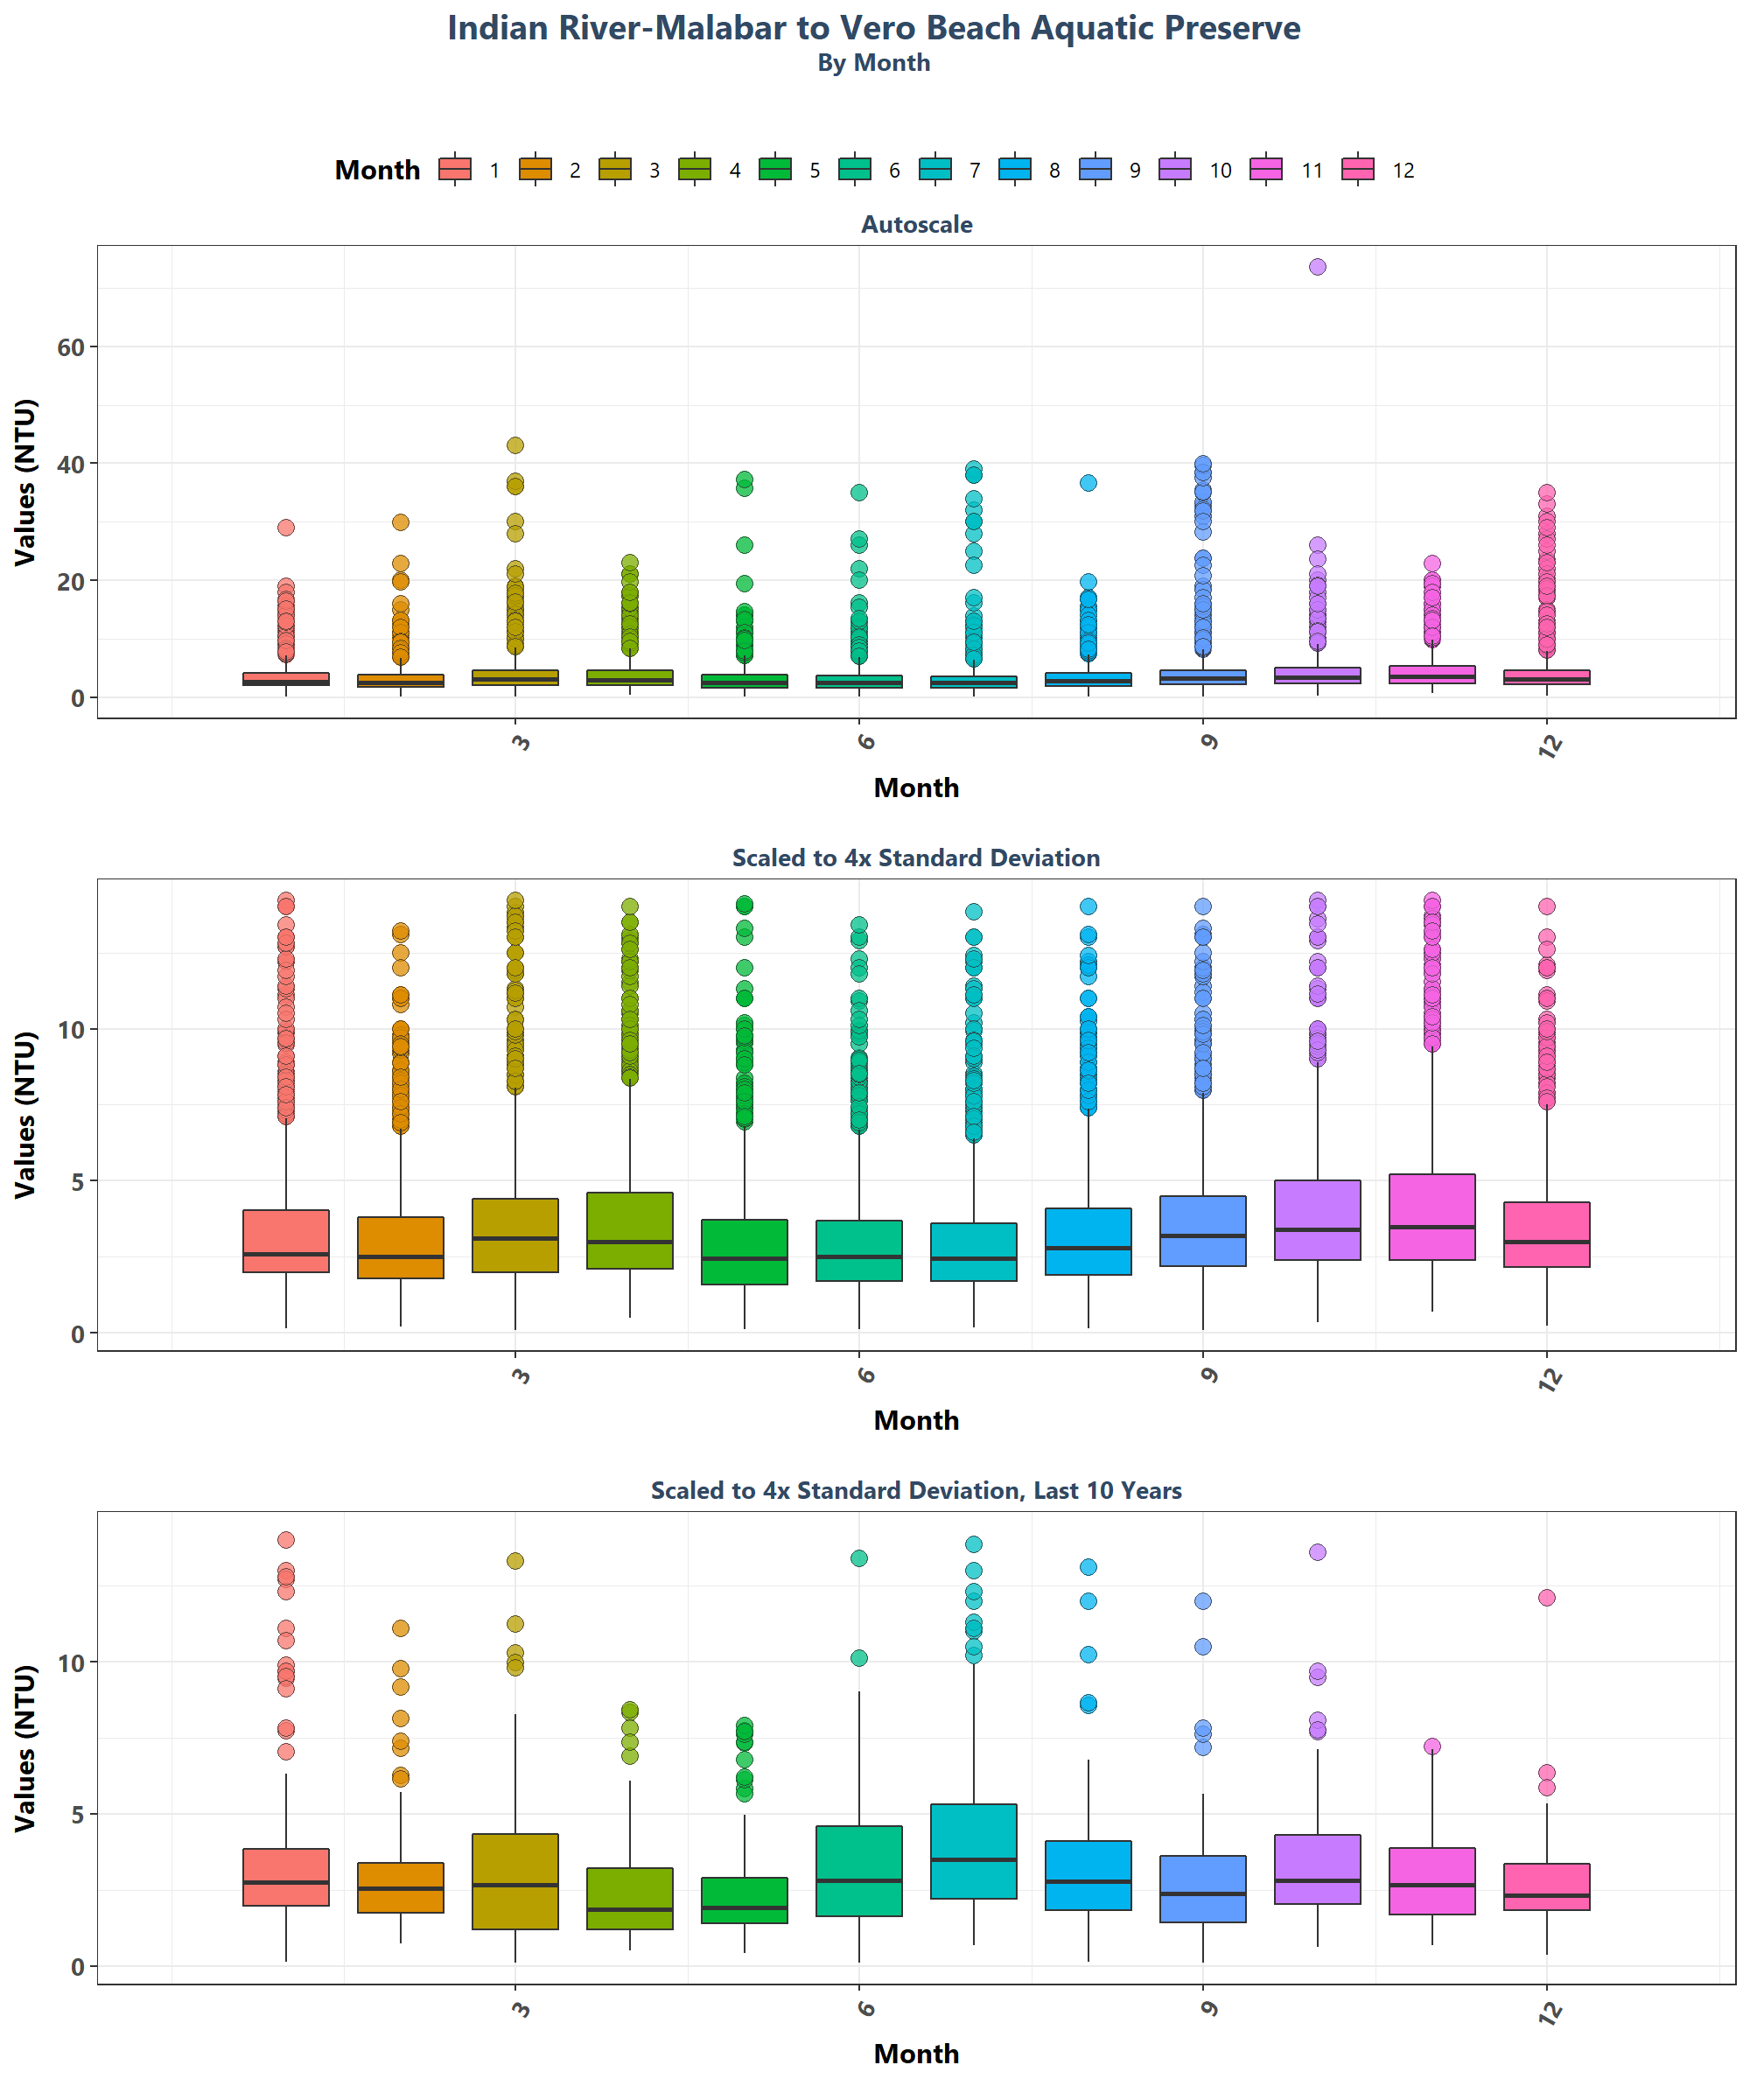 Indian River-Malabar to Vero Beach Aquatic Preserve
By Month
Month 1 2 3 4 5 6 7 8 9 10 11 12
Autoscale
Values (NTU)
60
40
20
0
3 6 9 12
Month
Scaled to 4x Standard Deviation
Values (NTU)
10
5
0
3 6 9 12
Month
Scaled to 4x Standard Deviation, Last 10 Years
Values (NTU)
10
5
0
3 6 9 12
Month